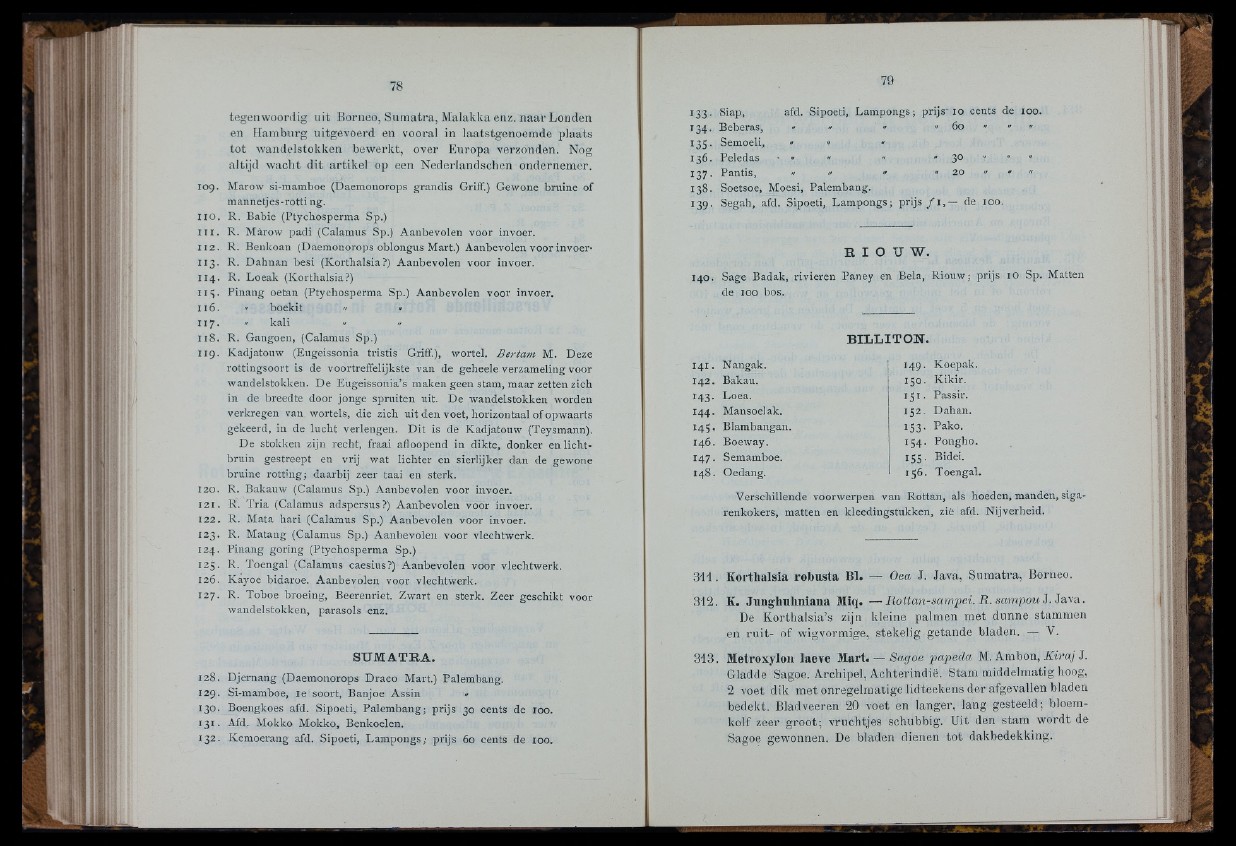 78
tegenwoordig uit Borneo, Sumatra, Malakka enz. naar Londen
en Hamburg uitgevoerd en vooral in laatstgenoemde plaats
tot wandelstokken bewerkt, over Europa verzonden. Nog
altijd wacht dit artikel op een Nederlandschen ondernemer.
109. Marow si-mamboe (Daemonorops grandis Griff.) Gewone bruine of
mannetjes-rotting.
110. R. Babie (Ptychosperma Sp.)
111. R. Marow padi (Calamus Sp.) Aanbevolen voor invoer.
112. R. Benkoan (Daemonorops oblongus Mart.) Aanbevolen voor invoer-
113. R. Dahnan besi (Korthalsia?) Aanbevolen voor invoer.
114. R. Loeak (Korthalsia?)
115. Pinang oetan (Ptychosperma Sp.) Aanbevolen voor invoer.
116. " boekit " "
117. " kali " "
118. R. Gangoen, (Calamus Sp.)
119. Kadjatouw (Engeissonia tristis Griff.), wortel. Bertam M. Deze
rottingsoort is de voortreffelijkste van de geheele verzameling voor
wandelstokken. De Eugeissonia's maken geen stam, maar zetten zich
in de breedte door jonge spruiten uit. De wandelstokken worden
verkregen van wortels, die zich uit den voet, horizontaal of opwaarts
gekeerd, in de lucht verlengen. Dit is de Kadjatouw (Teysmann).
De stokken zijn recht, fraai afloopend in dikte, donker en licht-
bruin gestreept en vrij wat lichter en sierlijker dan de gewone
bruine rotting; daarbij zeer taai en sterk.
120. R. Bakauw (Calamus Sp.) Aanbevolen voor invoer.
121. R. Tria (Calamus adspersus?) Aanbevolen voor invoer.
122. R. Mata hari (Calamus Sp.) Aanbevolen voor invoer.
123. R. Matang (Calamus Sp.) Aanbevolen voor vlechtwerk.
124. Pinang goring (Ptychosperma Sp.)
125. R. Toengal (Calamus caesius?) Aanbevolen voor vlechtwerk.
126. Kayoe bidaroe. Aanbevolen voor vlechtwerk.
127. R. Toboe broeing, Beerenriet. Zwart en sterk. Zeer geschikt voor
wandelstokken, parasols enz.
SUMATRA.
128. Djernang (Daemonorops Draco Mart.) Palembang.
129. Si-mamboe, 1e soort, Banjoe Assin "
130. Boengkoes afd. Sipoeti, Palembang; prijs 30 cents de 100.
131. Afd. Mokko Mokko, Benkoelen.
132. Kemoerang afd. Sipoeti, Lampongs; prijs 60 cents de 100.
79
133. Siap, afd. Sipoeti, Lampongs; prijs 10 cents de 100.
134. Beberas, " " " " 60 " " "
135. Semoeli, " " "
136. Peledas " " " " 30 " " "
137. Pantis, " " " " 20 " " "
138. Soetsoe, Moesi, Palembang.
139. Segah, afd. Sipoeti, Lampongs; prijs ƒ1,— de 100.
RIOUW.
140. Sage Badak, rivieren Paney en Bela, Riouw; prijs 10 Sp. Matten
de 100 bos.
BILLITON.
141. Nangak.
142. Bakau.
143. Loea.
144. Mansoelak.
145. Blambangan.
146. Boeway.
147. Semamboe.
148. Oedang.
149. Koepak.
150. Kikir.
151. Passir.
152. Dahan.
153. Pako.
154. Pongho.
155. Bidei.
156. Toengal.
Verschillende voorwerpen van Rottan, als hoeden, manden, siga-
renkokers, matten en kleedingstukken, zie afd. Nijverheid.
311. Korthalsia robusta Bl. — Oea J. Java, Sumatra, Borneo.
312. K. Junghuhniana Miq. — Rottan-sampei. R. sampou J. Java.
De Korthalsia's zijn kleine palmen met dunne stammen
en ruit- of wigvormige, stekelig getande bladen. — V.
313. Metroxylon laeve Mart. — Sagoe papeda M. Ambon, Kiraj J.
Gladde Sagoe. Archipel, Achterindië. Stam middelmatig hoog,
2 voet dik met onregelmatige lidteekens der afgevallen bladen
bedekt. Bladveeren 20 voet en langer, lang gesteeld; bloem-
kolf zeer groot; vruchtjes schubbig. Uit den stam wordt de
Sagoe gewonnen. De bladen dienen tot dakbedekking.